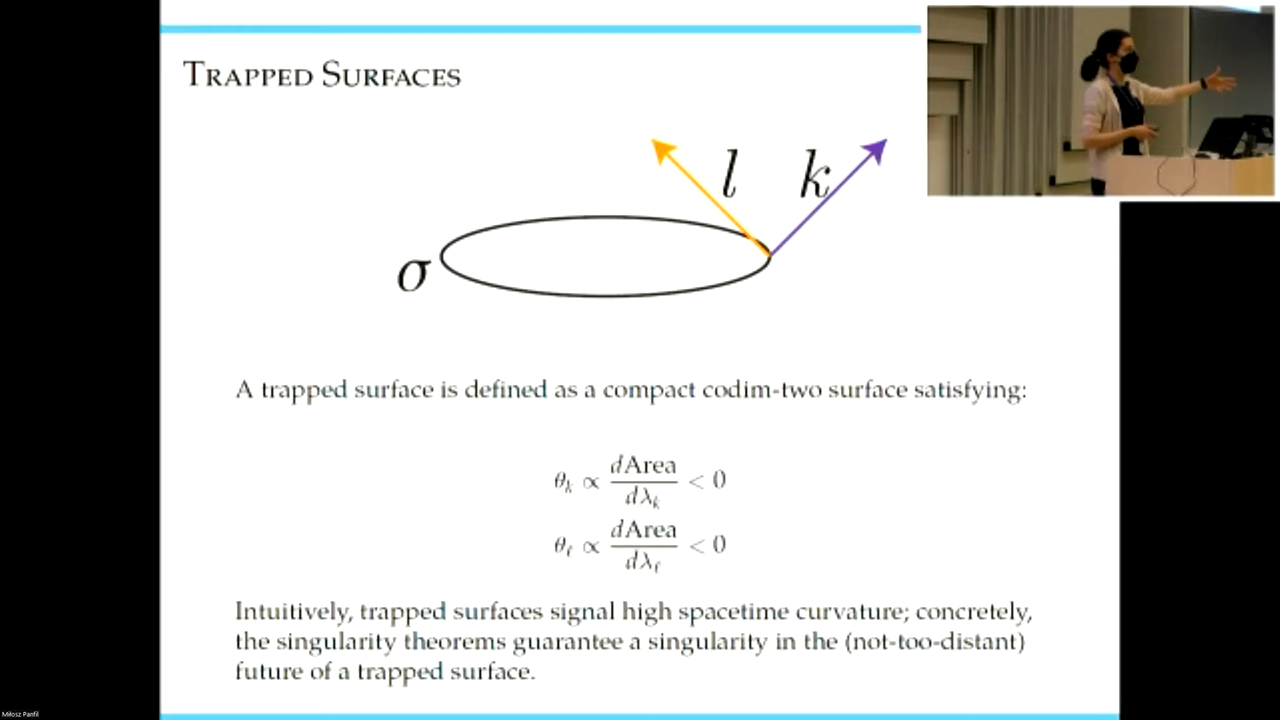 TRAPPED SURFACES
l k
σ
A trapped surface is defined as a compact codim-two surface satisfying:
θ_k ∝ dArea/dλ_k < 0
θ_ℓ ∝ dArea/dλ_ℓ < 0
Intuitively, trapped surfaces signal high spacetime curvature; concretely,
the singularity theorems guarantee a singularity in the (not-too-distant)
future of a trapped surface.
Miłosz Panfil